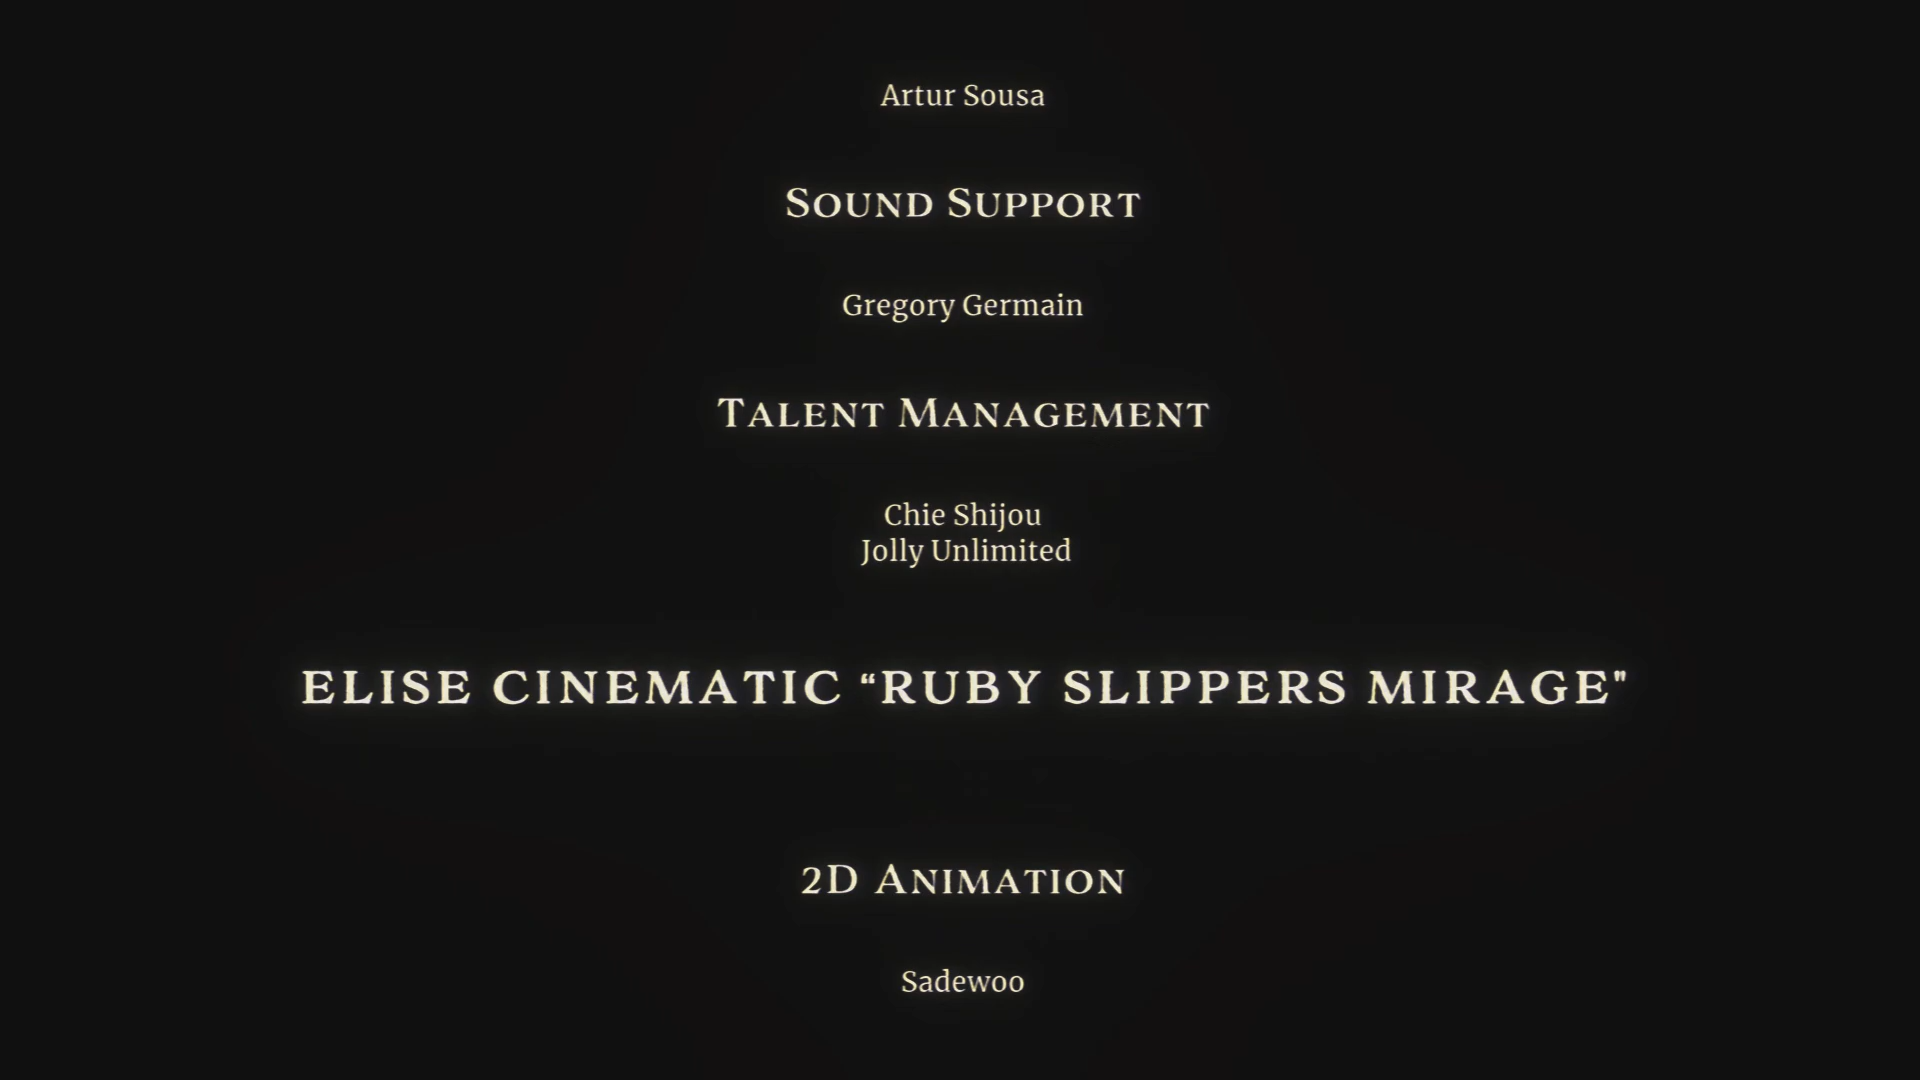 Artur Sousa
Sound Support
Gregory Germain
Talent Management
Chie Shijou
Jolly Unlimited
ELISE CINEMATIC “RUBY SLIPPERS MIRAGE"
2D Animation
Sadewoo